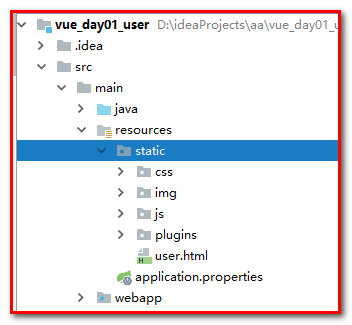 vue_day01_user D:\ideaProjects\aa\vue_day01_u
.idea
src
main
java
resources
static
css
img
js
plugins
user.html
application.properties
webapp